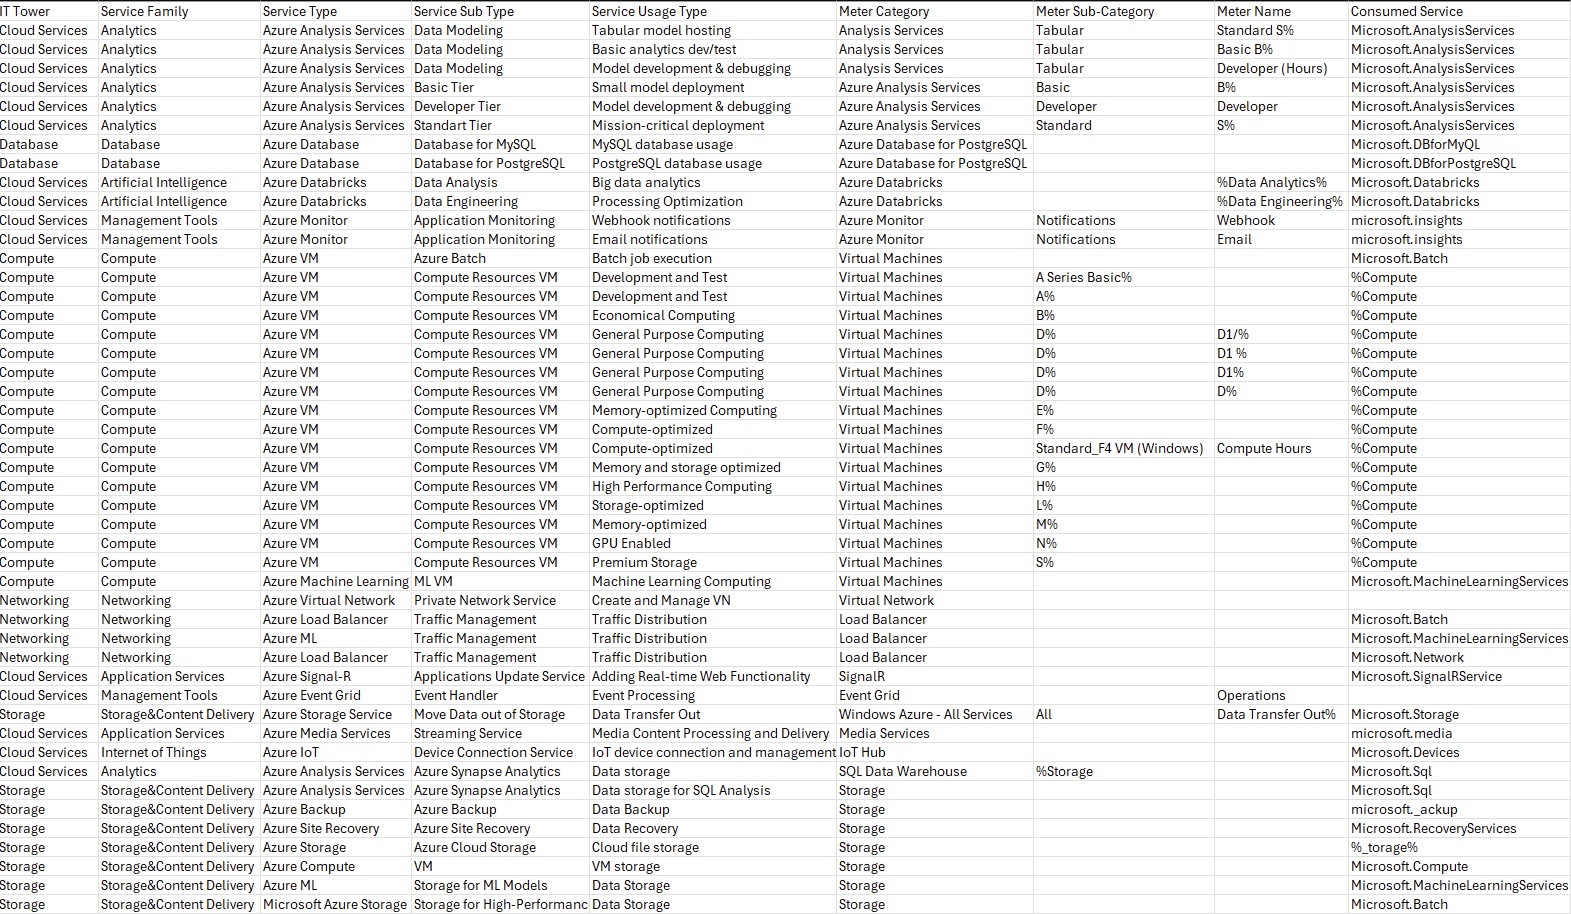 IT Tower Service Family Service Type Service Sub Type Service Usage Type Meter Category Meter Sub-Category Meter Name Consumed Service
Cloud Services Analytics Azure Analysis Services Data Modeling Tabular model hosting Analysis Services Tabular Standard S% Microsoft.AnalysisServices
Cloud Services Analytics Azure Analysis Services Data Modeling Basic analytics dev/test Analysis Services Tabular Basic B% Microsoft.AnalysisServices
Cloud Services Analytics Azure Analysis Services Data Modeling Model development & debugging Analysis Services Tabular Developer (Hours) Microsoft.AnalysisServices
Cloud Services Analytics Azure Analysis Services Basic Tier Small model deployment Azure Analysis Services Basic B% Microsoft.AnalysisServices
Cloud Services Analytics Azure Analysis Services Developer Tier Model development & debugging Azure Analysis Services Developer Developer Microsoft.AnalysisServices
Cloud Services Analytics Azure Analysis Services Standart Tier Mission-critical deployment Azure Analysis Services Standard S% Microsoft.AnalysisServices
Database Database Azure Database Database for MySQL MySQL database usage Azure Database for PostgreSQL Microsoft.DBforMyQL
Database Database Azure Database Database for PostgreSQL PostgreSQL database usage Azure Database for PostgreSQL Microsoft.DBforPostgreSQL
Cloud Services Artificial Intelligence Azure Databricks Data Analysis Big data analytics Azure Databricks %Data Analytics% Microsoft.Databricks
Cloud Services Artificial Intelligence Azure Databricks Data Engineering Processing Optimization Azure Databricks %Data Engineering% Microsoft.Databricks
Cloud Services Management Tools Azure Monitor Application Monitoring Webhook notifications Azure Monitor Notifications Webhook microsoft.insights
Cloud Services Management Tools Azure Monitor Application Monitoring Email notifications Azure Monitor Notifications Email microsoft.insights
Compute Compute Azure VM Azure Batch Batch job execution Virtual Machines Microsoft.Batch
Compute Compute Azure VM Compute Resources VM Development and Test Virtual Machines A Series Basic% %Compute
Compute Compute Azure VM Compute Resources VM Development and Test Virtual Machines A% %Compute
Compute Compute Azure VM Compute Resources VM Economical Computing Virtual Machines B% %Compute
Compute Compute Azure VM Compute Resources VM General Purpose Computing Virtual Machines D% D1/% %Compute
Compute Compute Azure VM Compute Resources VM General Purpose Computing Virtual Machines D% D1 % %Compute
Compute Compute Azure VM Compute Resources VM General Purpose Computing Virtual Machines D% D1% %Compute
Compute Compute Azure VM Compute Resources VM General Purpose Computing Virtual Machines D% D% %Compute
Compute Compute Azure VM Compute Resources VM Memory-optimized Computing Virtual Machines E% %Compute
Compute Compute Azure VM Compute Resources VM Compute-optimized Virtual Machines F% %Compute
Compute Compute Azure VM Compute Resources VM Compute-optimized Virtual Machines Standard_F4 VM (Windows) Compute Hours %Compute
Compute Compute Azure VM Compute Resources VM Memory and storage optimized Virtual Machines G% %Compute
Compute Compute Azure VM Compute Resources VM High Performance Computing Virtual Machines H% %Compute
Compute Compute Azure VM Compute Resources VM Storage-optimized Virtual Machines L% %Compute
Compute Compute Azure VM Compute Resources VM Memory-optimized Virtual Machines M% %Compute
Compute Compute Azure VM Compute Resources VM GPU Enabled Virtual Machines N% %Compute
Compute Compute Azure VM Compute Resources VM Premium Storage Virtual Machines S% %Compute
Compute Compute Azure Machine Learning ML VM Machine Learning Computing Virtual Machines Microsoft.MachineLearningServices
Networking Networking Azure Virtual Network Private Network Service Create and Manage VN Virtual Network
Networking Networking Azure Load Balancer Traffic Management Traffic Distribution Load Balancer Microsoft.Batch
Networking Networking Azure ML Traffic Management Traffic Distribution Load Balancer Microsoft.MachineLearningServices
Networking Networking Azure Load Balancer Traffic Management Traffic Distribution Load Balancer Microsoft.Network
Cloud Services Application Services Azure Signal-R Applications Update Service Adding Real-time Web Functionality SignalR Microsoft.SignalRService
Cloud Services Management Tools Azure Event Grid Event Handler Event Processing Event Grid Operations
Storage Storage&Content Delivery Azure Storage Service Move Data out of Storage Data Transfer Out Windows Azure - All Services All Data Transfer Out% Microsoft.Storage
Cloud Services Application Services Azure Media Services Streaming Service Media Content Processing and Delivery Media Services microsoft.media
Cloud Services Internet of Things Azure IoT Device Connection Service IoT device connection and management IoT Hub Microsoft.Devices
Cloud Services Analytics Azure Analysis Services Azure Synapse Analytics Data storage SQL Data Warehouse %Storage Microsoft.Sql
Storage Storage&Content Delivery Azure Analysis Services Azure Synapse Analytics Data storage for SQL Analysis Storage Microsoft.Sql
Storage Storage&Content Delivery Azure Backup Azure Backup Data Backup Storage microsoft._ackup
Storage Storage&Content Delivery Azure Site Recovery Azure Site Recovery Data Recovery Storage Microsoft.RecoveryServices
Storage Storage&Content Delivery Azure Storage Azure Cloud Storage Cloud file storage Storage %_torage%
Storage Storage&Content Delivery Azure Compute VM VM storage Storage Microsoft.Compute
Storage Storage&Content Delivery Azure ML Storage for ML Models Data Storage Storage Microsoft.MachineLearningServices
Storage Storage&Content Delivery Microsoft Azure Storage Storage for High-Performanc Data Storage Storage Microsoft.Batch